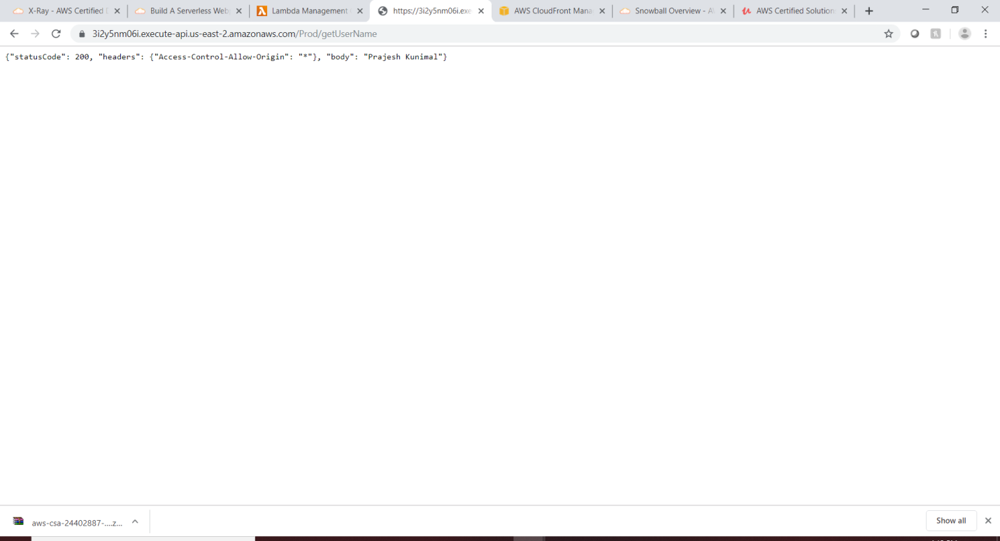 X-Ray - AWS Certified
Build A Serverless Web
Lambda Management
https://3i2y5nm06i.exe
AWS CloudFront Mana
Snowball Overview - A
AWS Certified Solution
3i2y5nm06i.execute-api.us-east-2.amazonaws.com/Prod/getUserName
{"statusCode": 200, "headers": {"Access-Control-Allow-Origin": "*"}, "body": "Prajesh Kunimal"}
aws-csa-24402887-....z...
Show all